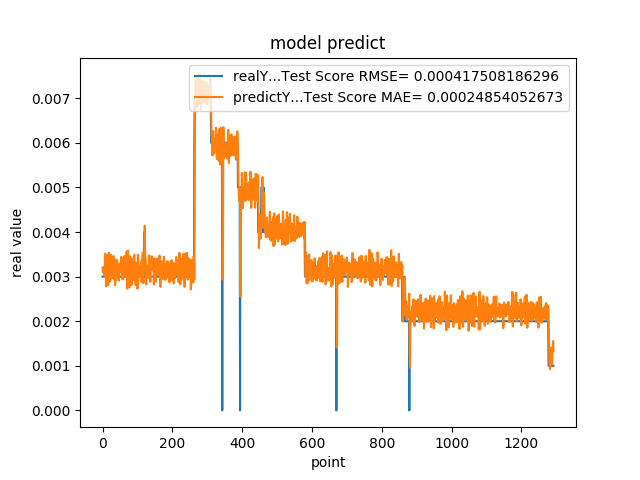 model predict
realY...Test Score RMSE= 0.000417508186296
predictY...Test Score MAE= 0.00024854052673
0.007
0.006
0.005
0.004
0.003
0.002
0.001
0.000
real value
0 200 400 600 800 1000 1200
point